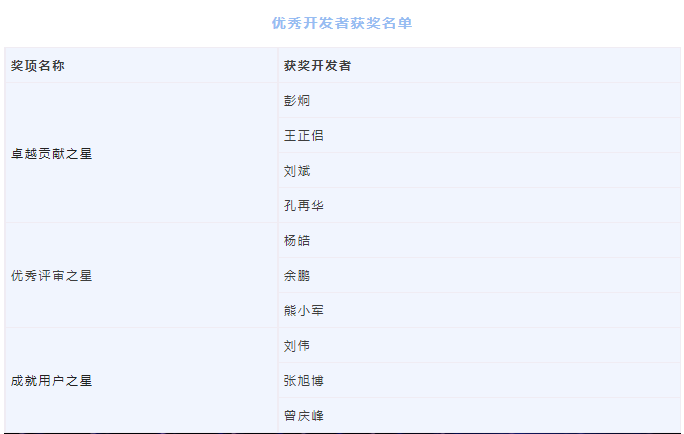 优秀开发者获奖名单
奖项名称 获奖开发者
卓越贡献之星
彭炯
王正侣
刘斌
孔再华
优秀评审之星
杨皓
余鹏
熊小军
成就用户之星
刘伟
张旭博
曾庆峰